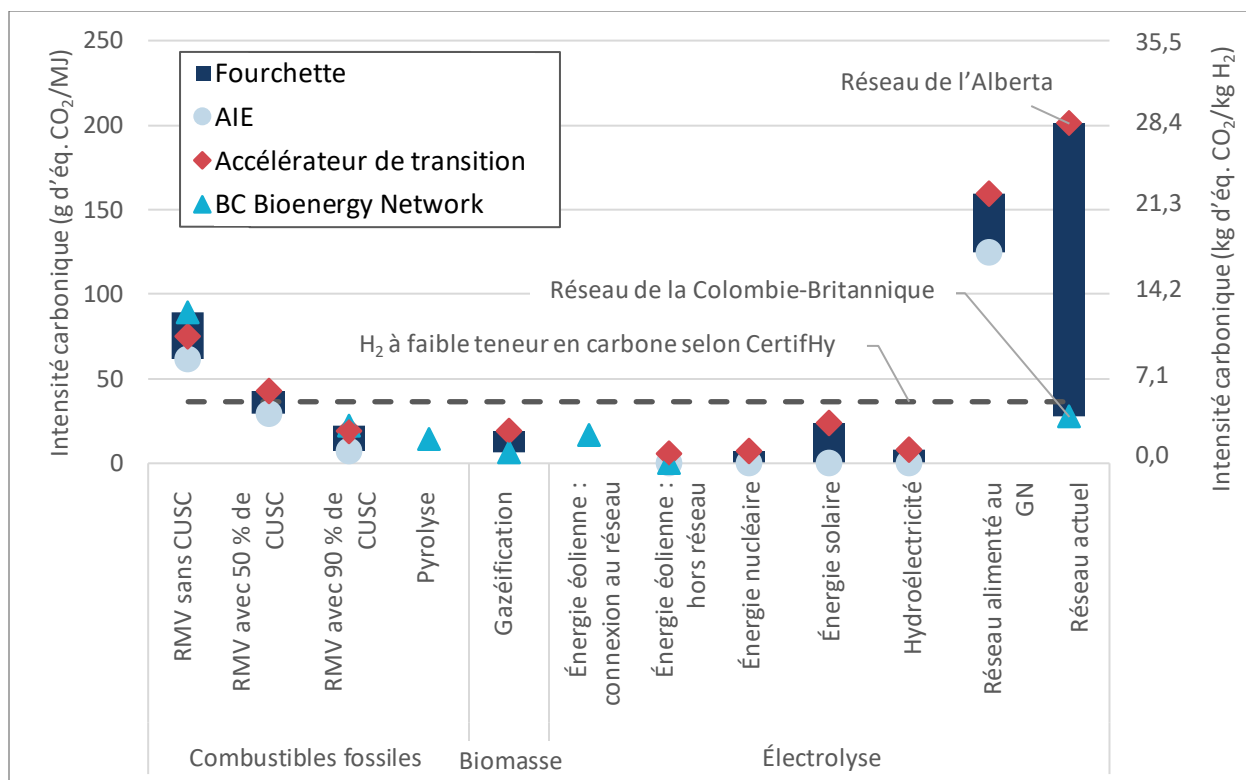 Intensité carbonique (g d'éq. CO₂/MJ)
250
200
150
100
50
0
Fourchette
AIE
Accélérateur de transition
BC Bioenergy Network
Réseau de l'Alberta
Réseau de la Colombie-Britannique
H₂ à faible teneur en carbone selon CertifHy
35,5
28,4
21,3
14,2
7,1
0,0
Intensité carbonique (kg d'éq. CO₂/kg H₂)
RMV sans CUSC
RMV avec 50 % de
CUSC
RMV avec 90 % de
CUSC
Pyrolyse
Gazéification
Énergie éolienne :
connexion au réseau
Énergie éolienne :
hors réseau
Énergie nucléaire
Énergie solaire
Hydroélectricité
Réseau alimenté au
GN
Réseau actuel
Combustibles fossiles
Biomasse
Électrolyse